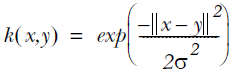 k(x,y) = exp(−‖x − y‖² / 2σ²)